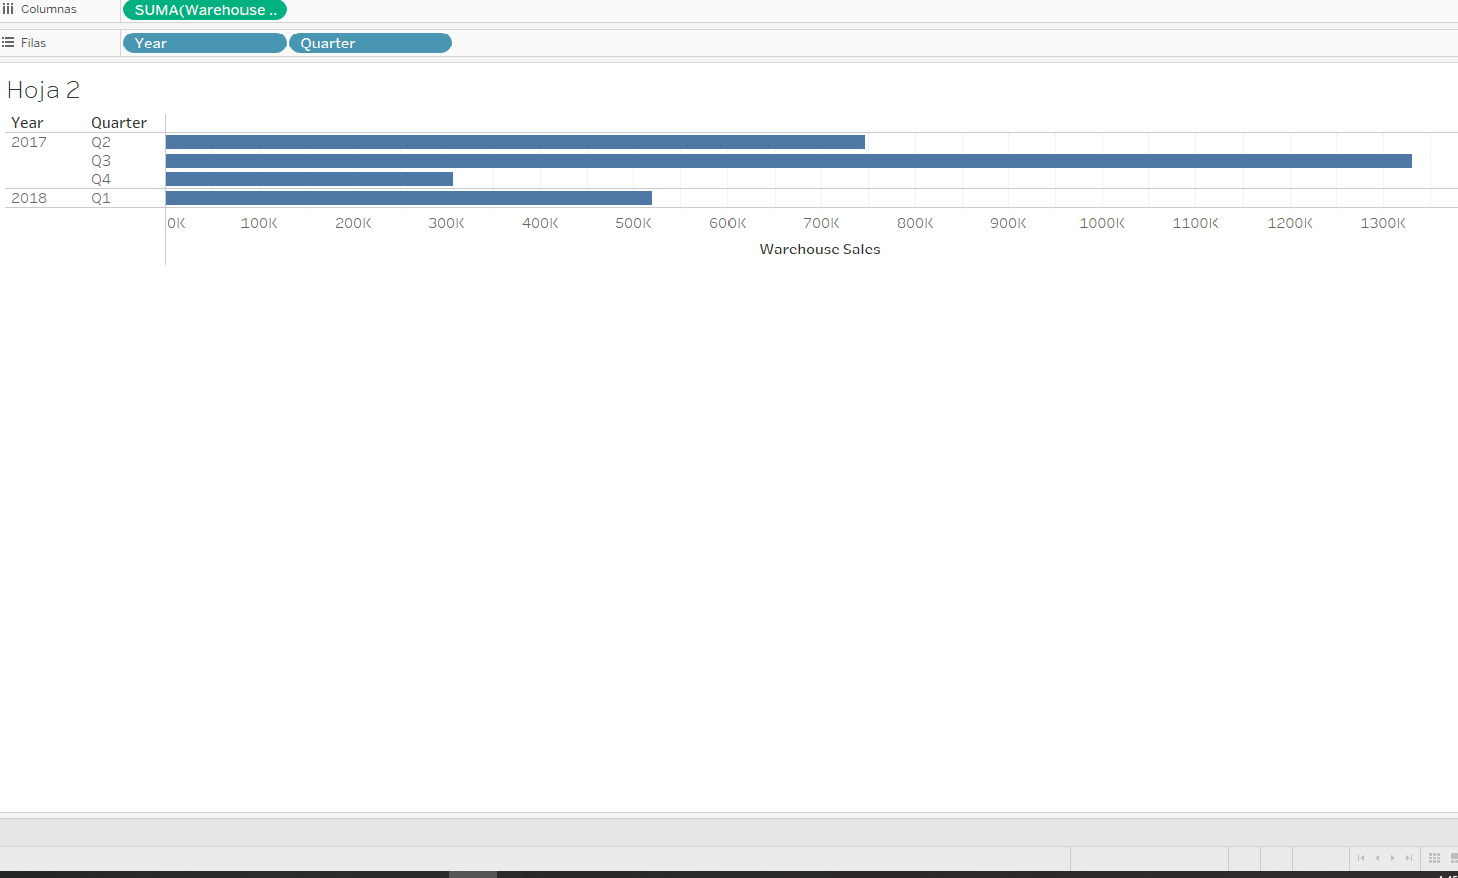 Columnas SUMA(Warehouse ..
Filas Year Quarter
Hoja 2
Year Quarter
2017 Q2
Q3
Q4
2018 Q1
0K 100K 200K 300K 400K 500K 600K 700K 800K 900K 1000K 1100K 1200K 1300K
Warehouse Sales